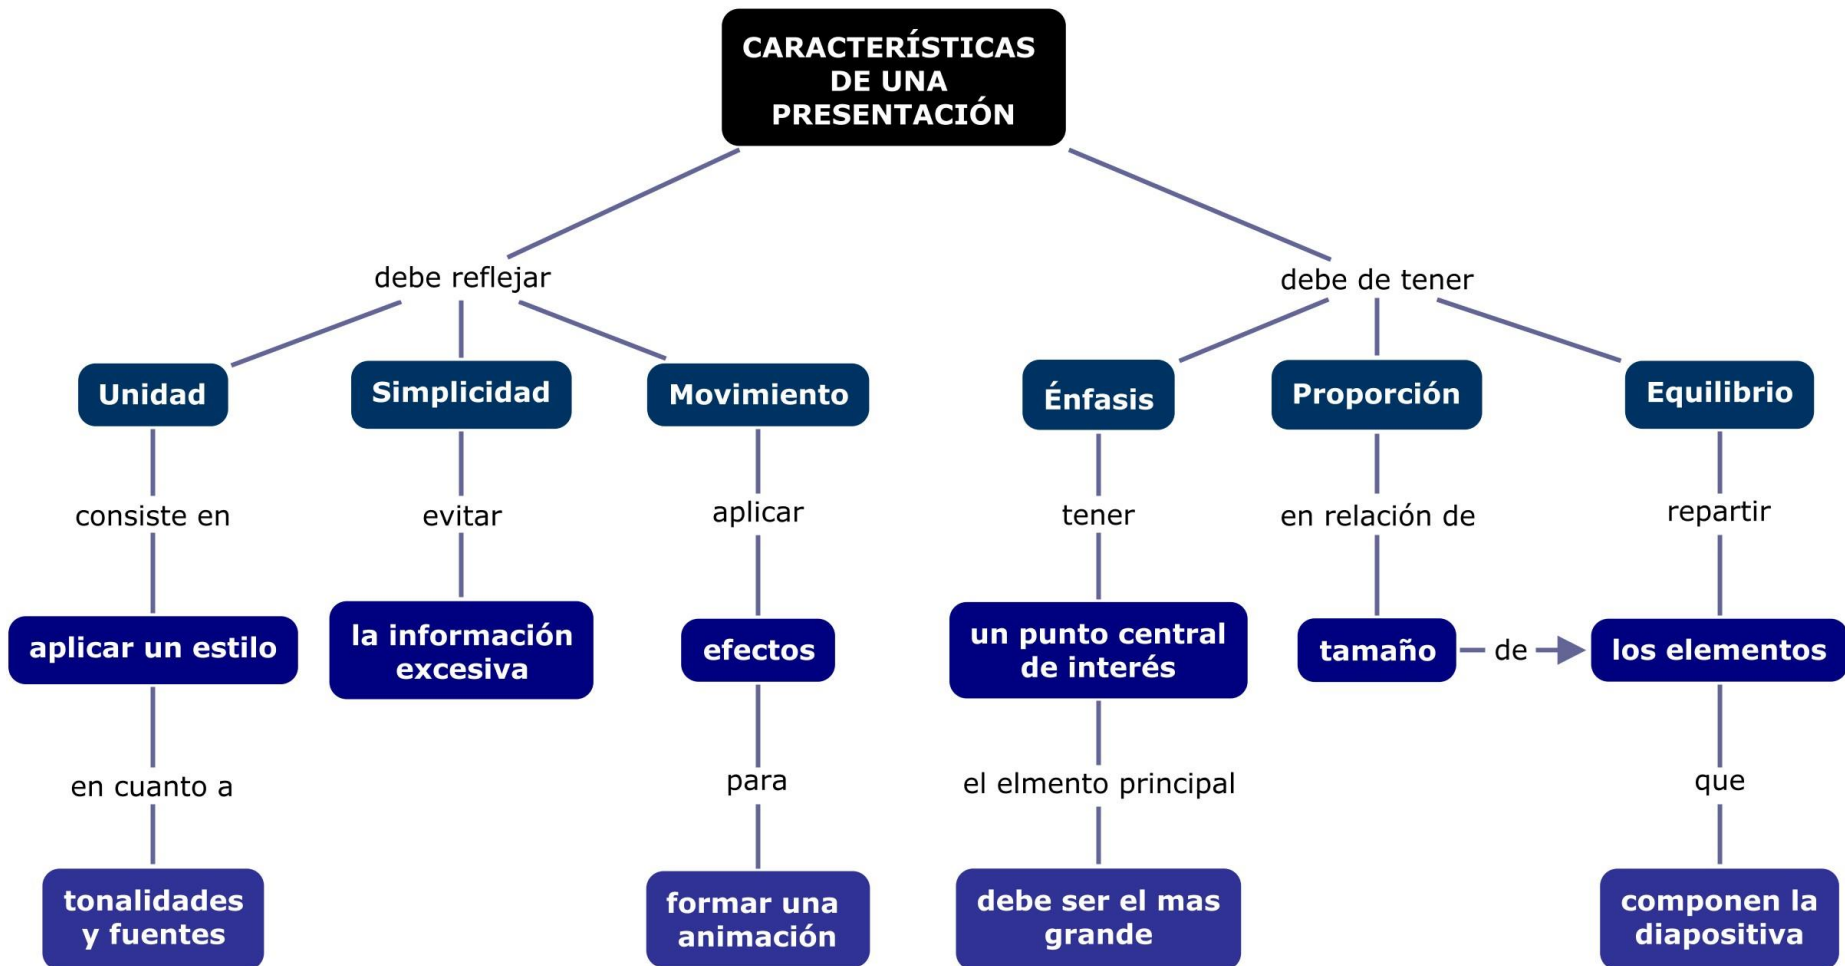 CARACTERÍSTICAS
DE UNA
PRESENTACIÓN
debe reflejar
debe de tener
Unidad
Simplicidad
Movimiento
Énfasis
Proporción
Equilibrio
consiste en
evitar
aplicar
tener
en relación de
repartir
aplicar un estilo
la información
excesiva
efectos
un punto central
de interés
tamaño
de
los elementos
en cuanto a
para
el elmento principal
que
tonalidades
y fuentes
formar una
animación
debe ser el mas
grande
componen la
diapositiva